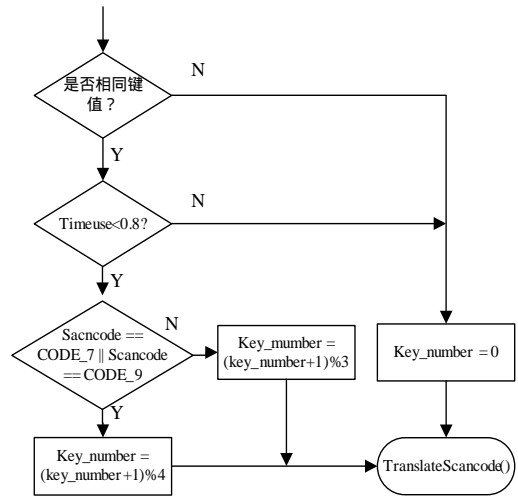 是否相同键
值？
N
Y
Timeuse<0.8?
N
Y
Sacncode ==
CODE_7 || Scancode
== CODE_9
N
Key_mumber =
(key_number+1)%3
Key_number = 0
Y
Key_number =
(key_number+1)%4
TranslateScancode()